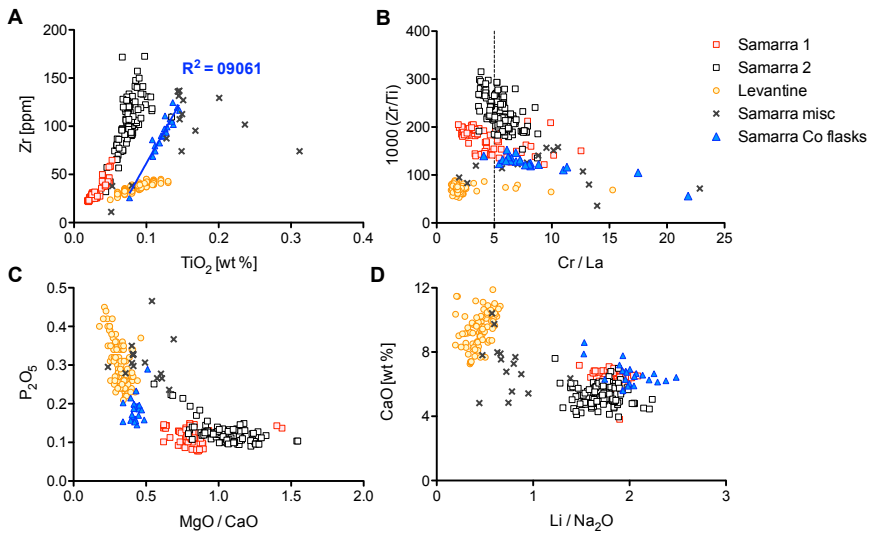 A
R² = 09061
Zr [ppm]
200
150
100
50
0
0.0 0.1 0.2 0.3 0.4
TiO₂ [wt %]
B
1000 (Zr/Ti)
400
300
200
100
0
0 5 10 15 20 25
Cr / La
Samarra 1
Samarra 2
Levantine
Samarra misc
Samarra Co flasks
C
P₂O₅
0.5
0.4
0.3
0.2
0.1
0.0
0.0 0.5 1.0 1.5 2.0
MgO / CaO
D
CaO [wt %]
12
8
4
0
0 1 2 3
Li / Na₂O